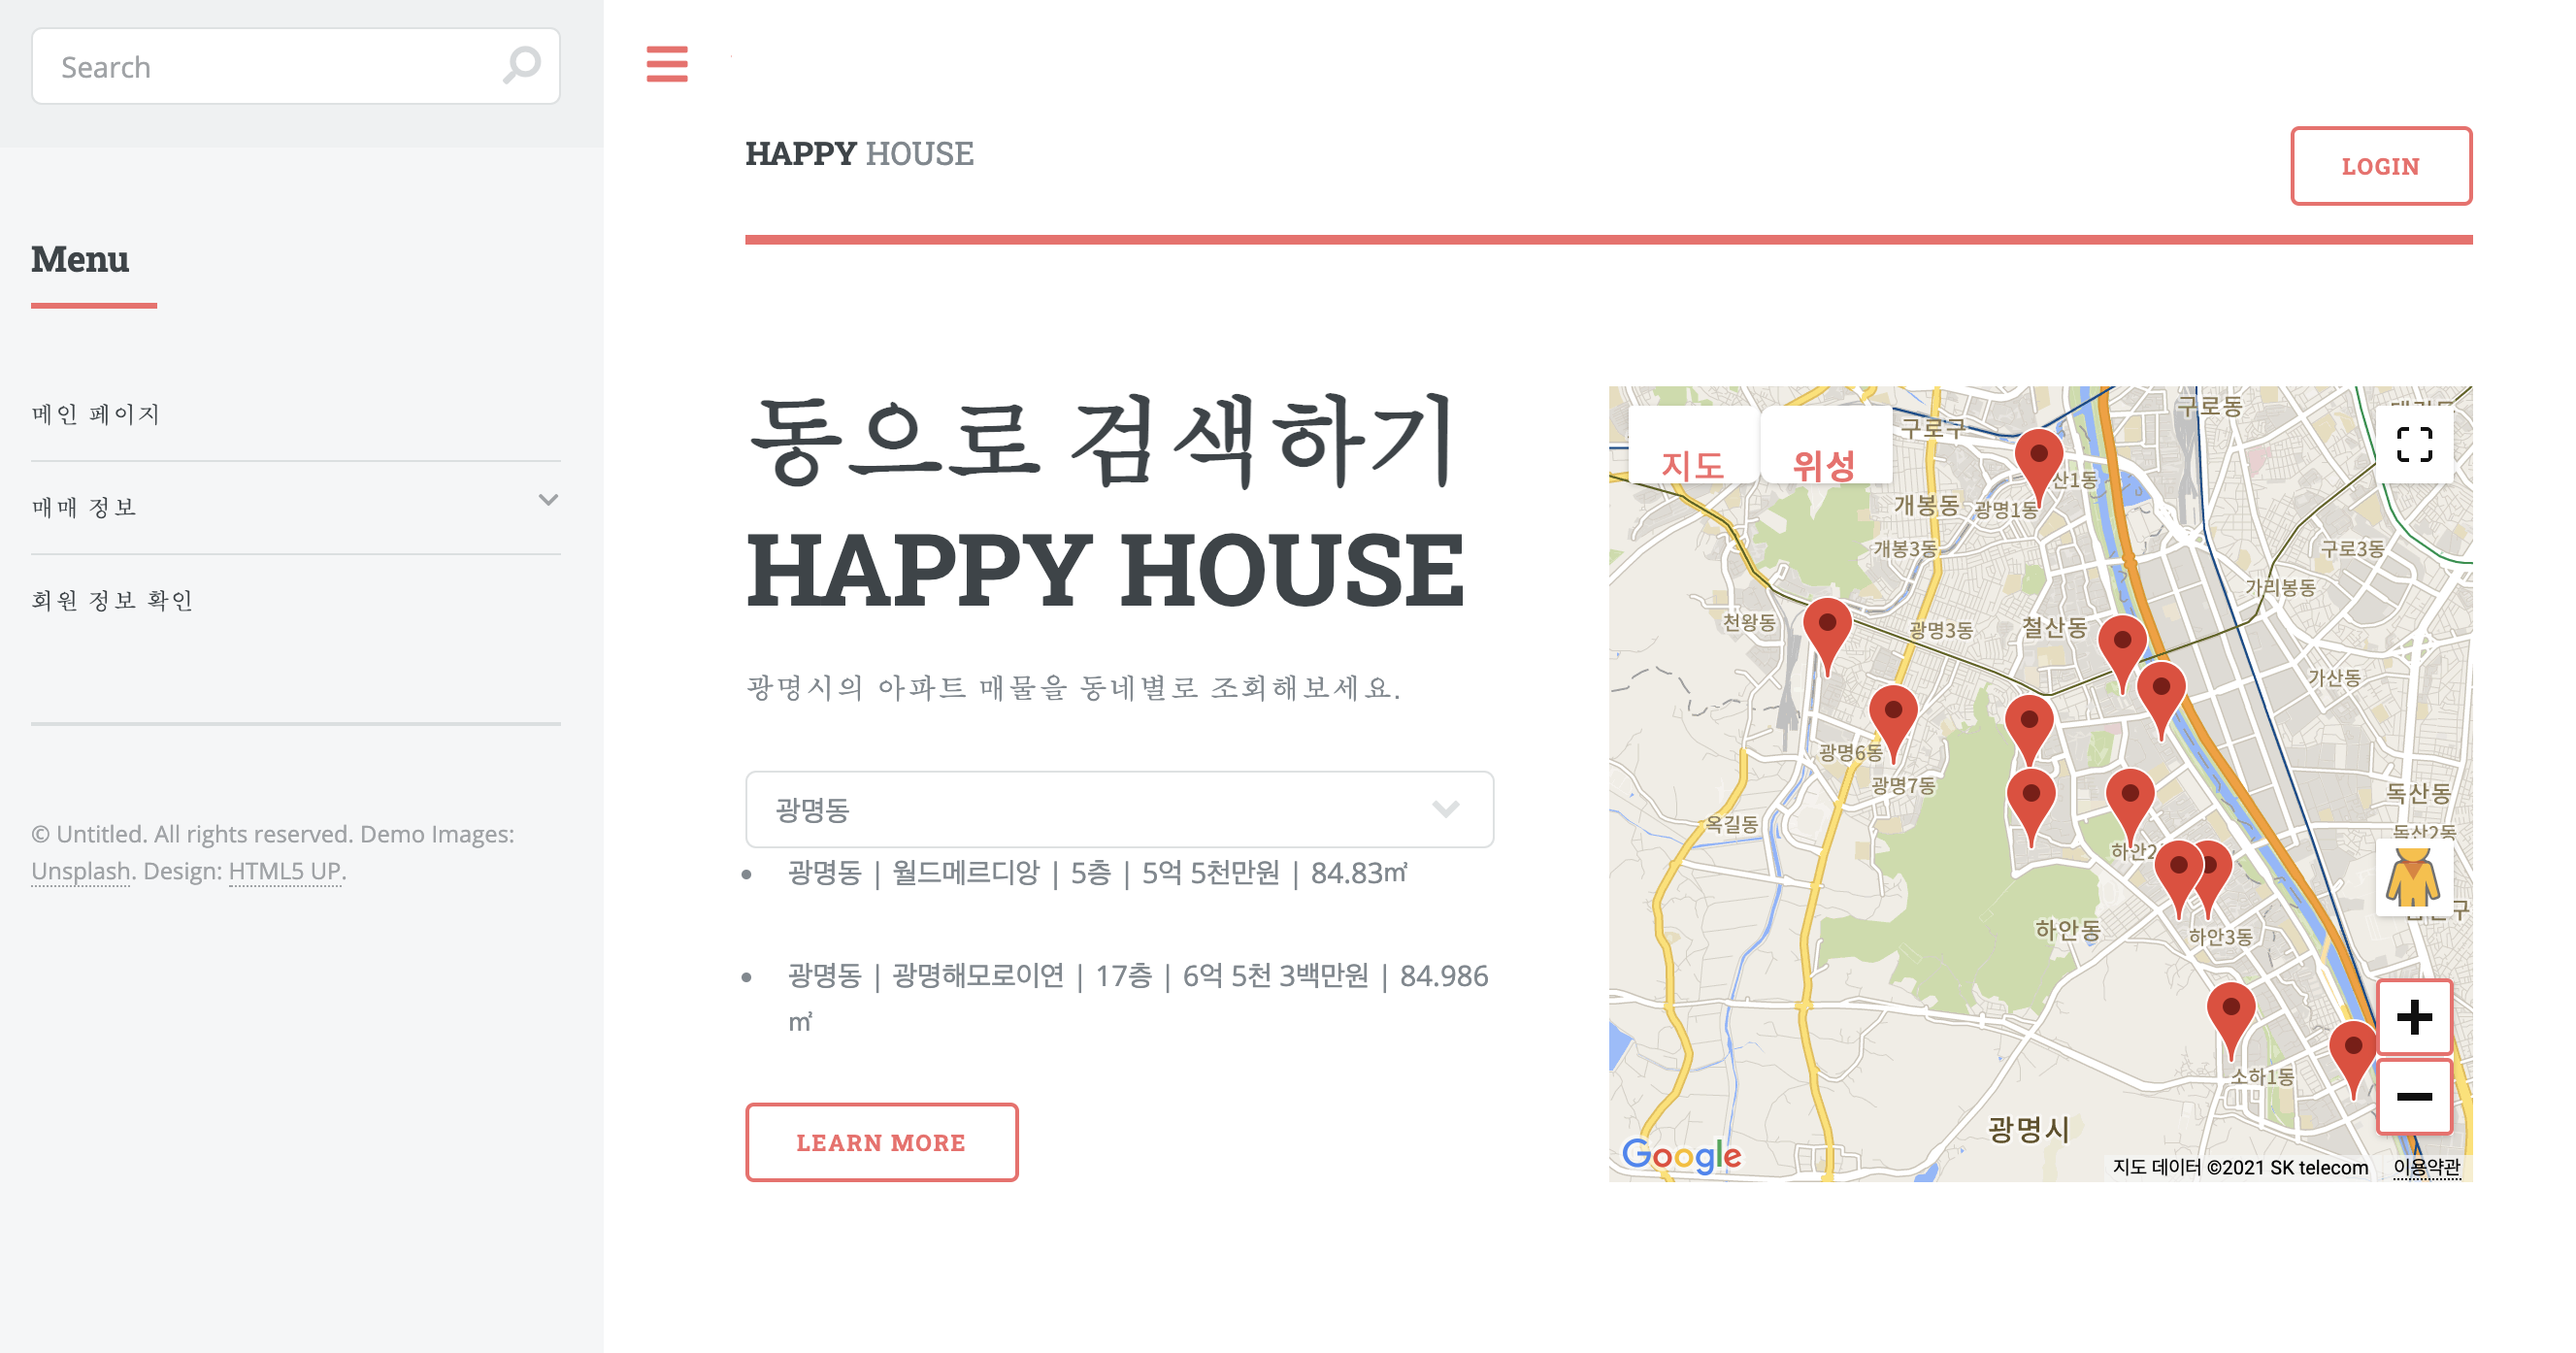 Search
HAPPY HOUSE
LOGIN
Menu
메인 페이지
매매 정보
회원 정보 확인
© Untitled. All rights reserved. Demo Images:
Unsplash. Design: HTML5 UP.
동으로 검색하기
HAPPY HOUSE
광명시의 아파트 매물을 동네별로 조회해보세요.
광명동
광명동 | 월드메르디앙 | 5층 | 5억 5천만원 | 84.83㎡
광명동 | 광명해모로이연 | 17층 | 6억 5천 3백만원 | 84.986
㎡
LEARN MORE
지도
위성
구로구
구로동
산1동
개봉동
광명1동
개봉3동
구로3동
가리봉동
천왕동
광명3동
철산동
가산동
광명6동
광명7동
독산동
옥길동
독산2동
하안2
하안동
하안3동
소하1동
광명시
Google
지도 데이터 ©2021 SK telecom
이용약관